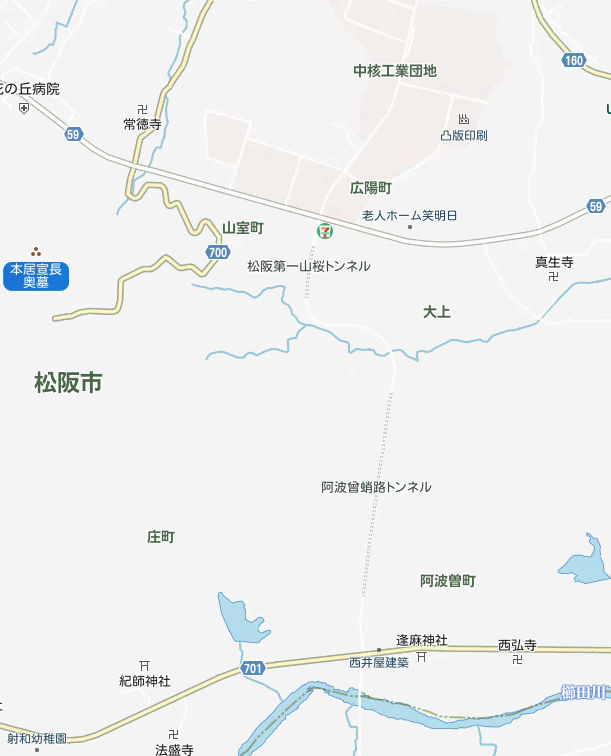 160
中核工業団地
花の丘病院
常徳寺
59
凸版印刷
広陽町
老人ホーム笑明日
59
山室町
7
700
松阪第一山桜トンネル
真生寺
本居宣長
奥墓
大上
松阪市
阿波曾蛸路トンネル
庄町
阿波曽町
逢麻神社
西弘寺
西井屋建築
701
紀師神社
櫛田川
射和幼稚園
法盛寺